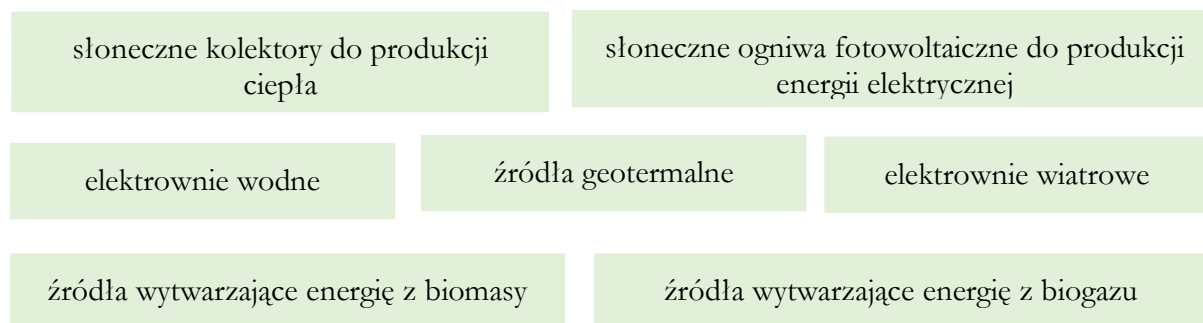 słoneczne kolektory do produkcji
ciepła
słoneczne ogniwa fotowoltaiczne do produkcji
energii elektrycznej
elektrownie wodne
źródła geotermalne
elektrownie wiatrowe
źródła wytwarzające energię z biomasy
źródła wytwarzające energię z biogazu